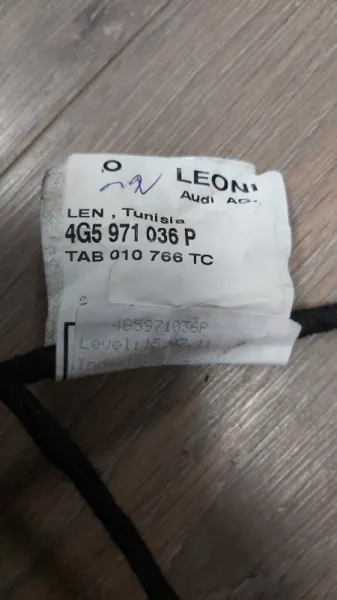 O
LEONI
Audi AG
LEN , Tunisia
4G5 971 036 P
TAB 010 766 TC
4G5971036P
Level: